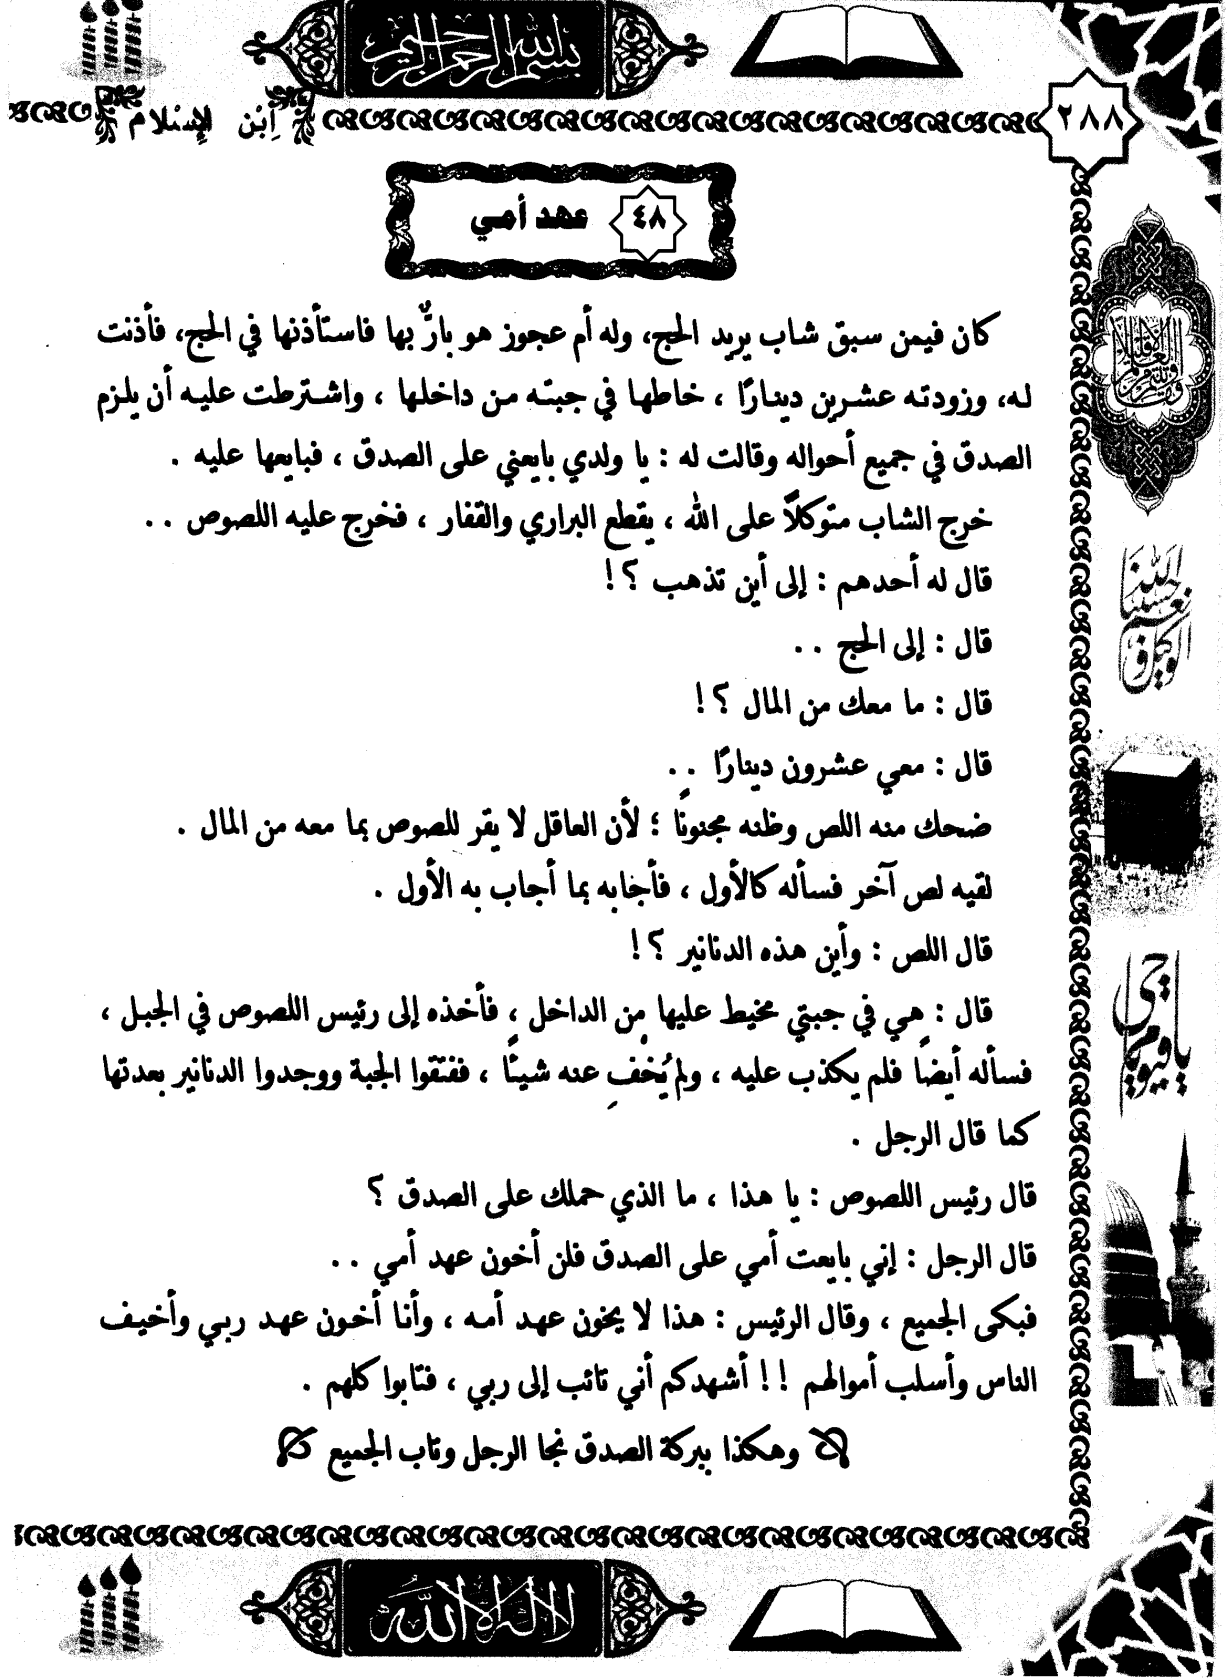 بسم الله الرحمن الرحيم
٢٨٨
ابن الإسلام
٤٨ عهد أمي
كان فيمن سبق شاب يريد الحج، وله أم عجوز هو بارٌّ بها فاستأذنها في الحج، فأذنت
له، وزودته عشرين دينارًا ، خاطها في جبته من داخلها ، واشترطت عليه أن يلزم
الصدق في جميع أحواله وقالت له : يا ولدي بايعني على الصدق ، فبايعها عليه .
خرج الشاب متوكلًا على الله ، يقطع البراري والقفار ، فخرج عليه اللصوص . .
قال له أحدهم : إلى أين تذهب ؟ !
قال : إلى الحج . .
قال : ما معك من المال ؟ !
قال : معي عشرون دينارًا . .
ضحك منه اللص وظنه مجنونًا ؛ لأن العاقل لا يقر للصوص بما معه من المال .
لقيه لص آخر فسأله كالأول ، فأجابه بما أجاب به الأول .
قال اللص : وأين هذه الدنانير ؟ !
قال : هي في جبتي مخيط عليها من الداخل ، فأخذه إلى رئيس اللصوص في الجبل ،
فسأله أيضًا فلم يكذب عليه ، ولم يُخْفِ عنه شيئًا ، ففتقوا الجبة ووجدوا الدنانير بعدتها
كما قال الرجل .
قال رئيس اللصوص : يا هذا ، ما الذي حملك على الصدق ؟
قال الرجل : إني بايعت أمي على الصدق فلن أخون عهد أمي . .
فبكى الجميع ، وقال الرئيس : هذا لا يخون عهد أمه ، وأنا أخون عهد ربي وأخيف
الناس وأسلب أموالهم ! ! أشهدكم أني تائب إلى ربي ، فتابوا كلهم .
وهكذا ببركة الصدق نجا الرجل وتاب الجميع
الله حسبنا ونعم الوكيل
يا حي يا قيوم
لا إله إلا الله